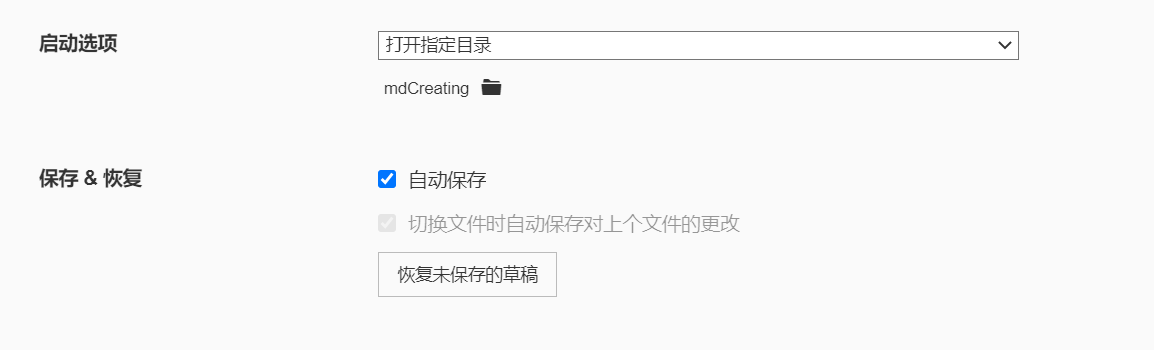 启动选项
打开指定目录
mdCreating
保存 & 恢复
自动保存
切换文件时自动保存对上个文件的更改
恢复未保存的草稿